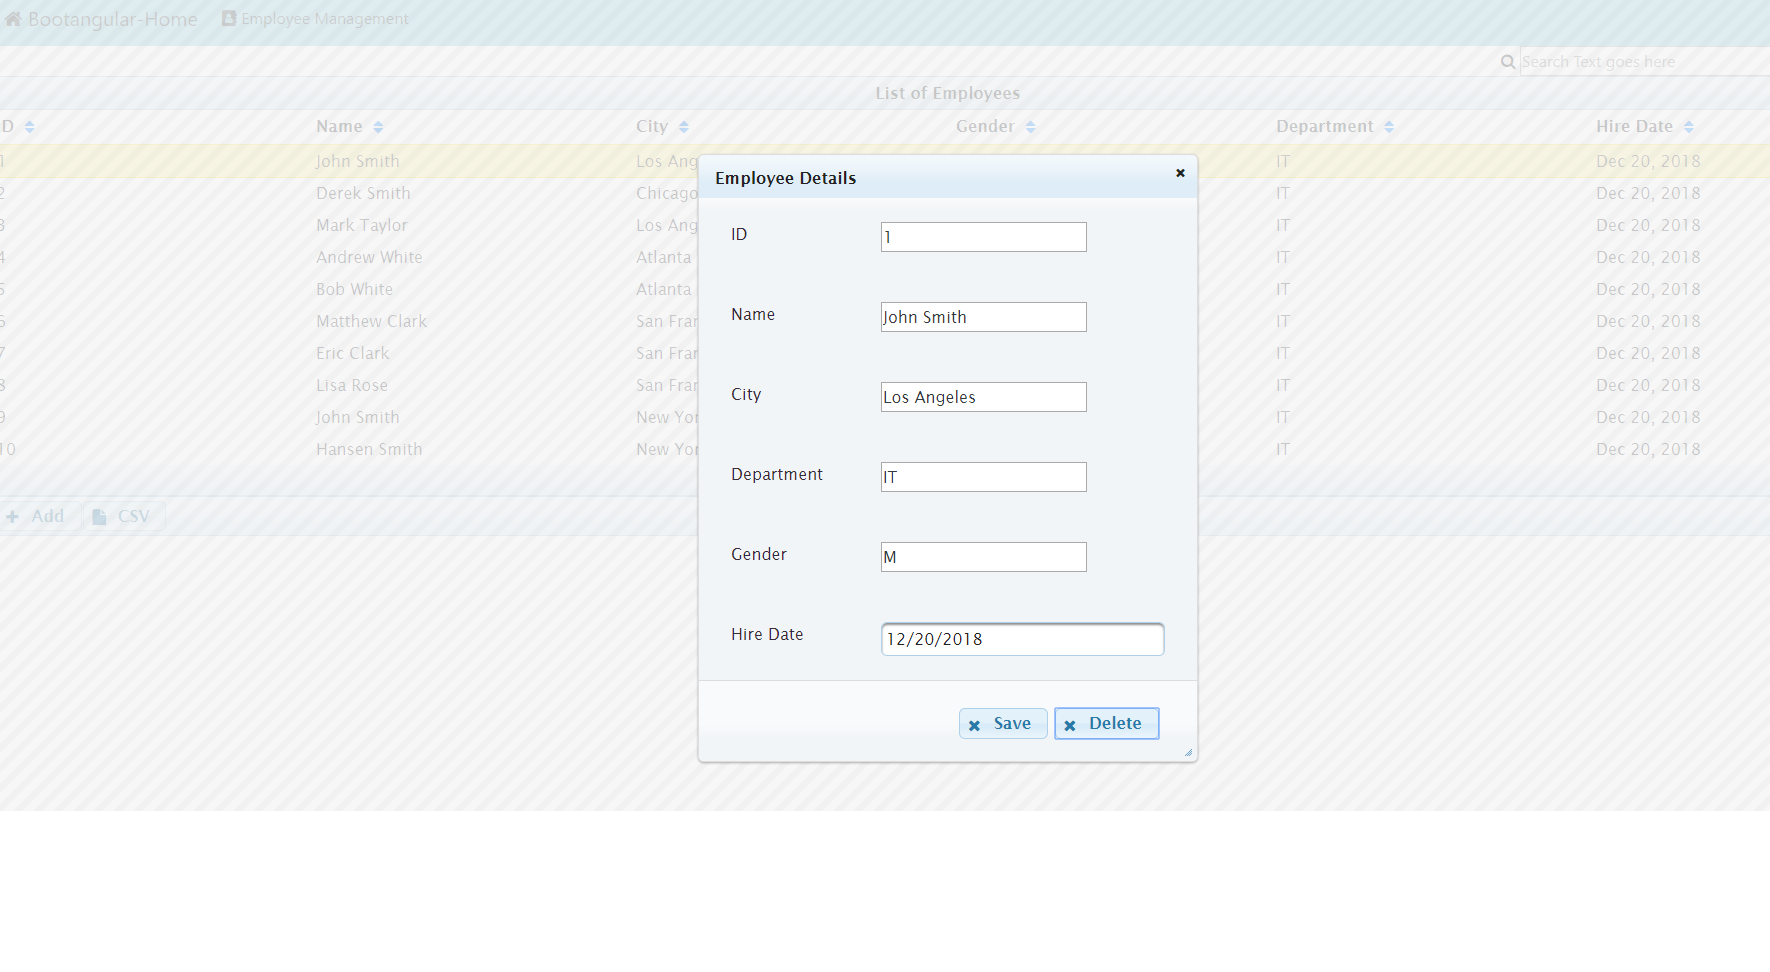 Bootangular-Home Employee Management
Search Text goes here
List of Employees
ID Name City Gender Department Hire Date
1 John Smith Los Ang IT Dec 20, 2018
2 Derek Smith Chicago IT Dec 20, 2018
3 Mark Taylor Los Ang IT Dec 20, 2018
4 Andrew White Atlanta IT Dec 20, 2018
5 Bob White Atlanta IT Dec 20, 2018
6 Matthew Clark San Fran IT Dec 20, 2018
7 Eric Clark San Fran IT Dec 20, 2018
8 Lisa Rose San Fran IT Dec 20, 2018
9 John Smith New Yor IT Dec 20, 2018
10 Hansen Smith New Yor IT Dec 20, 2018
Add CSV
Employee Details
ID 1
Name John Smith
City Los Angeles
Department IT
Gender M
Hire Date 12/20/2018
Save Delete